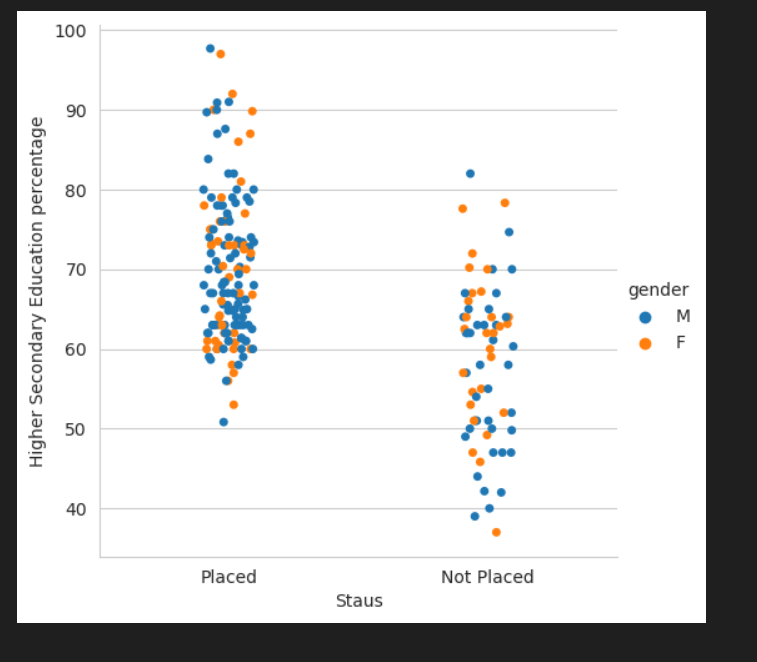 100
90
80
70
60
50
40
Higher Secondary Education percentage
Placed
Not Placed
Staus
gender
M
F